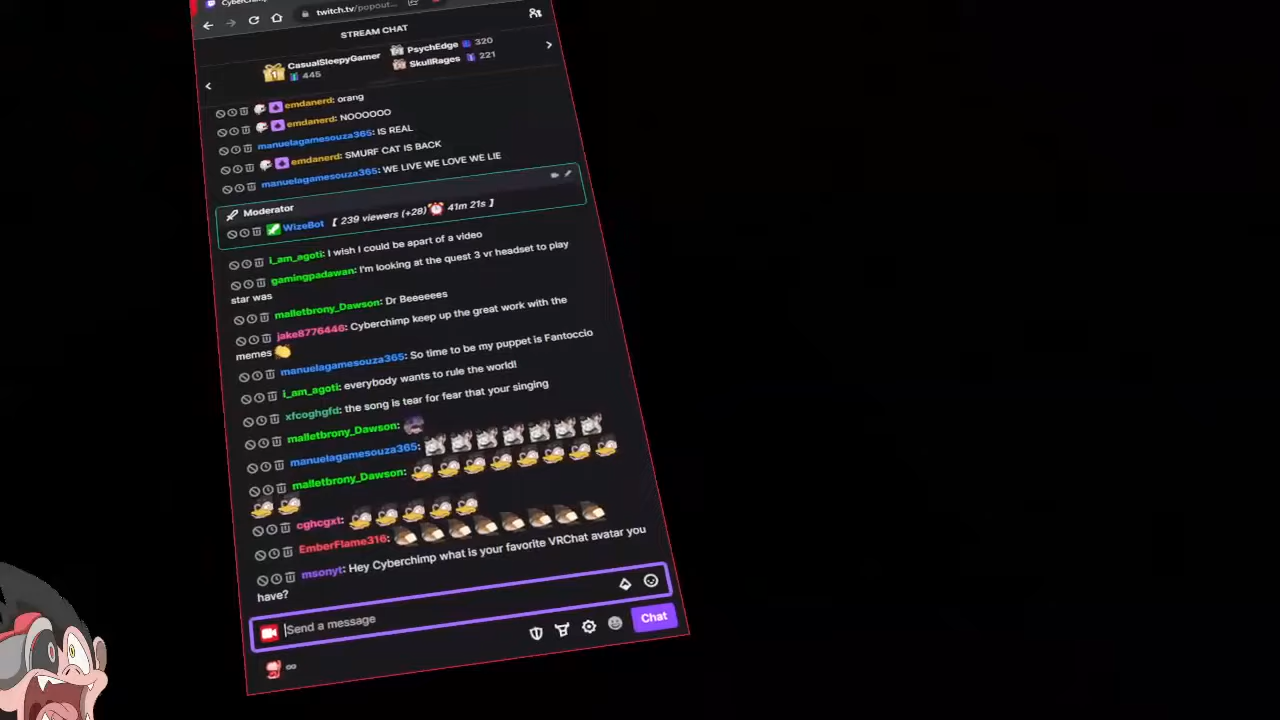 twitch.tv/popout...
STREAM CHAT
CasualSleepyGamer
445
PsychEdge 320
SkullRages 221
emdanerd: orang
emdanerd: NOOOOOO
manuelagamesouza365: IS REAL
emdanerd: SMURF CAT IS BACK
manuelagamesouza365: WE LIVE WE LOVE WE LIE
Moderator
WizeBot 【 239 viewers (+28) 41m 21s 】
i_am_agoti: I wish I could be apart of a video
gamingpadawan: I'm looking at the quest 3 vr headset to play
star was
malletbrony_Dawson: Dr Beeeeees
jake8776446: Cyberchimp keep up the great work with the
memes
manuelagamesouza365: So time to be my puppet is Fantoccio
i_am_agoti: everybody wants to rule the world!
xfcoghgfd: the song is tear for fear that your singing
malletbrony_Dawson:
manuelagamesouza365:
malletbrony_Dawson:
cghcgxt:
EmberFlame316:
msonyt: Hey Cyberchimp what is your favorite VRChat avatar you
have?
Send a message
Chat